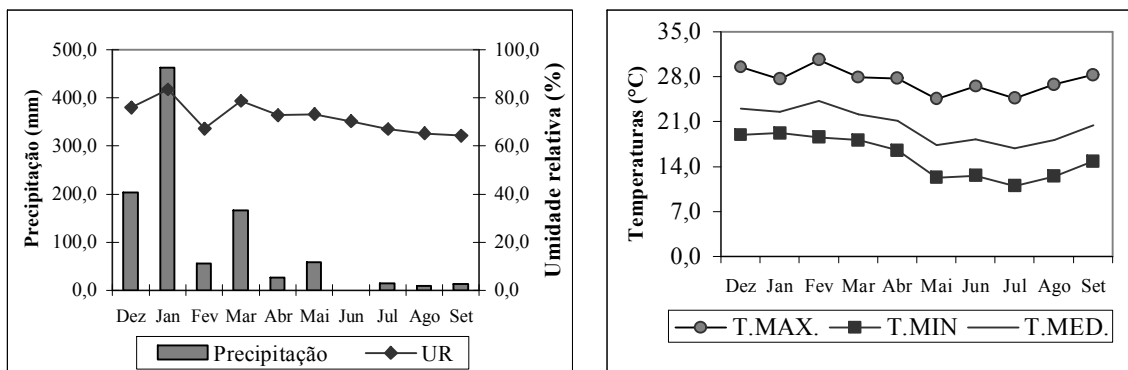 500,0
400,0
300,0
200,0
100,0
0,0
Precipitação (mm)
100,0
80,0
60,0
40,0
20,0
0,0
Umidade relativa (%)
Dez Jan Fev Mar Abr Mai Jun Jul Ago Set
Precipitação UR
35,0
28,0
21,0
14,0
7,0
0,0
Temperaturas (°C)
Dez Jan Fev Mar Abr Mai Jun Jul Ago Set
T.MAX. T.MIN T.MED.